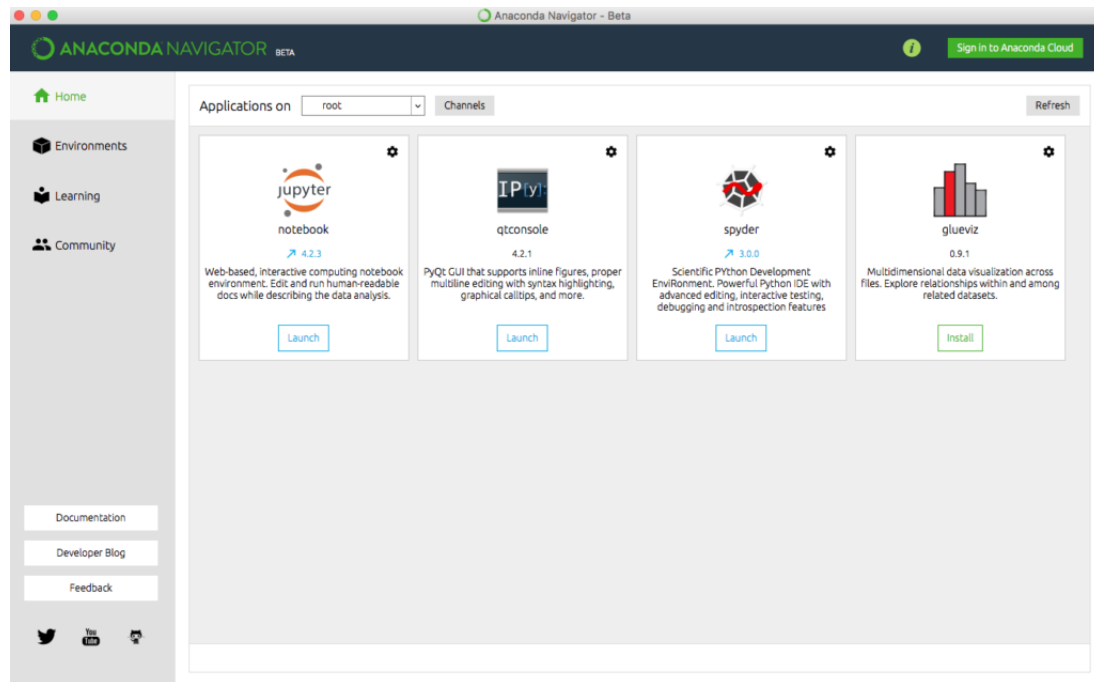 Anaconda Navigator - Beta
ANACONDA NAVIGATOR BETA
i
Sign in to Anaconda Cloud
Home
Environments
Learning
Community
Documentation
Developer Blog
Feedback
You
Tube
Applications on
root
Channels
Refresh
jupyter
notebook
4.2.3
Web-based, interactive computing notebook
environment. Edit and run human-readable
docs while describing the data analysis.
Launch
IP[y]:
qtconsole
4.2.1
PyQt GUI that supports inline figures, proper
multiline editing with syntax highlighting,
graphical calltips, and more.
Launch
spyder
3.0.0
Scientific PYthon Development
EnviRonment. Powerful Python IDE with
advanced editing, interactive testing,
debugging and introspection features
Launch
glueviz
0.9.1
Multidimensional data visualization across
files. Explore relationships within and among
related datasets.
Install